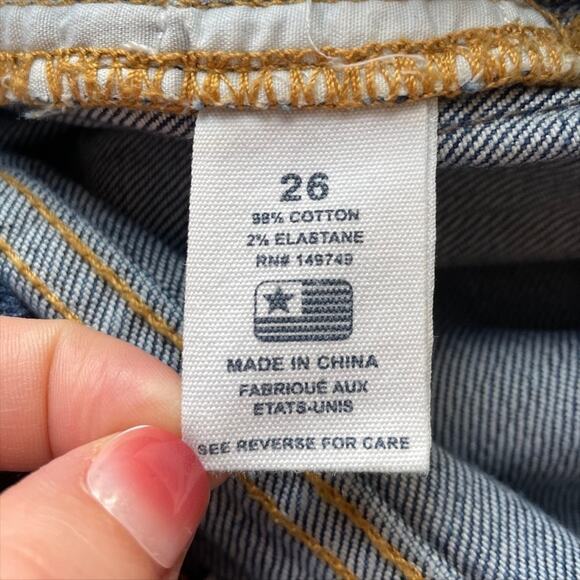 26
98% COTTON
2% ELASTANE
RN# 149749
MADE IN CHINA
FABRIQUÉ AUX
ETATS-UNIS
SEE REVERSE FOR CARE